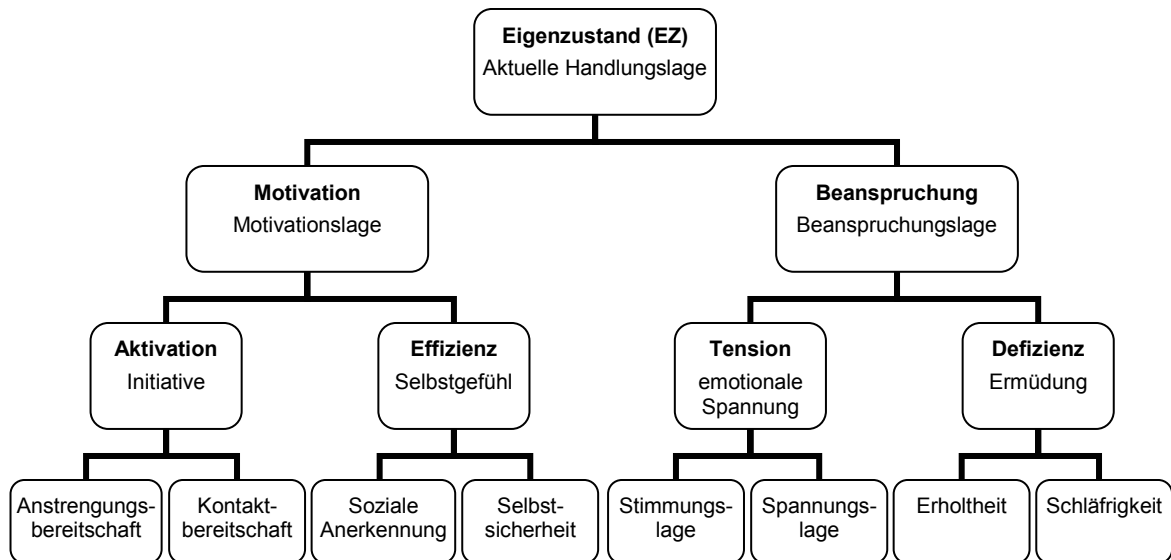 Eigenzustand (EZ)
Aktuelle Handlungslage
Motivation
Motivationslage
Beanspruchung
Beanspruchungslage
Aktivation
Initiative
Effizienz
Selbstgefühl
Tension
emotionale
Spannung
Defizienz
Ermüdung
Anstrengungs-
bereitschaft
Kontakt-
bereitschaft
Soziale
Anerkennung
Selbst-
sicherheit
Stimmungs-
lage
Spannungs-
lage
Erholtheit
Schläfrigkeit